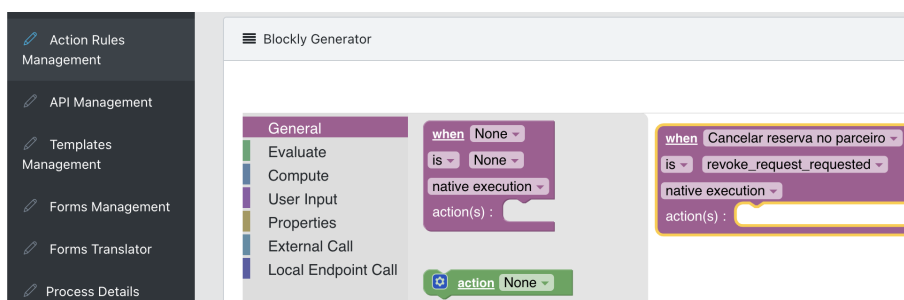 Action Rules
Management
API Management
Templates
Management
Forms Management
Forms Translator
Process Details
Blockly Generator
General
Evaluate
Compute
User Input
Properties
External Call
Local Endpoint Call
when None
is None
native execution
action(s) :
action None
when Cancelar reserva no parceiro
is revoke_request_requested
native execution
action(s) :